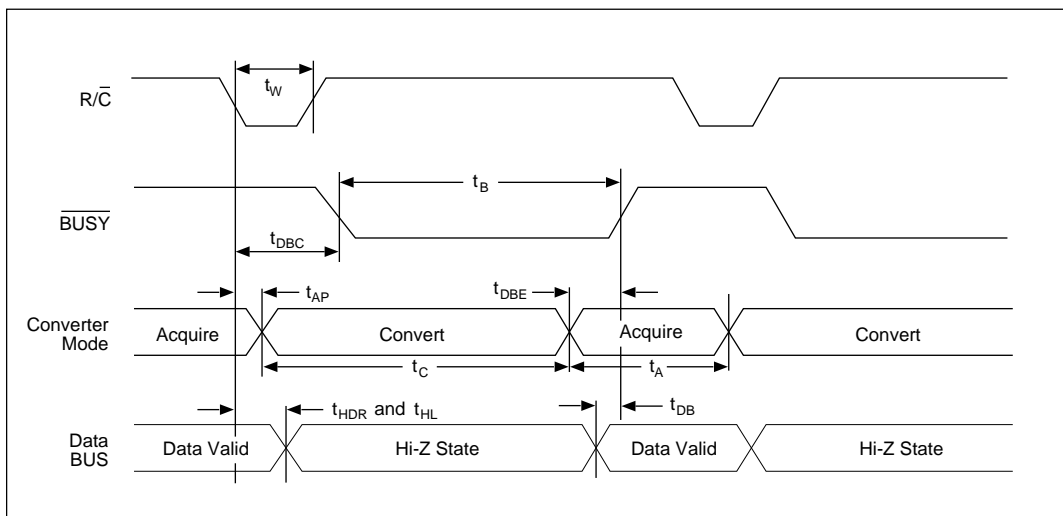 R/C̅
t_W
B̅U̅S̅Y̅
t_B
t_DBC
Converter
Mode
t_AP
t_DBE
Acquire
Convert
Acquire
Convert
t_C
t_A
Data
BUS
t_HDR and t_HL
t_DB
Data Valid
Hi-Z State
Data Valid
Hi-Z State